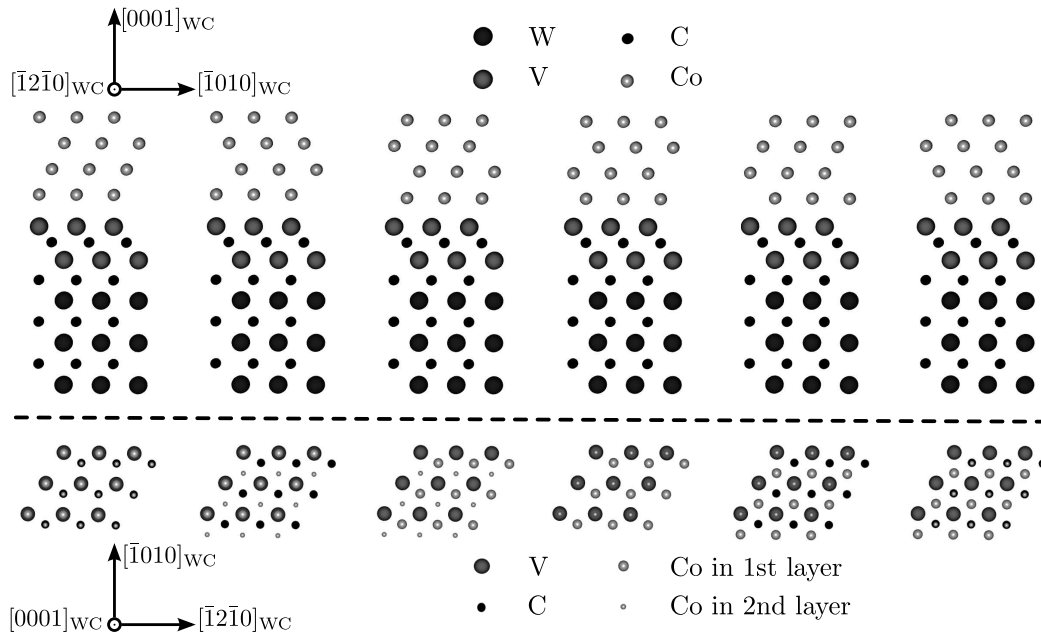 [0001]WC
W
C
[1̄21̄0]WC
[1̄010]WC
V
Co
[1̄010]WC
V
Co in 1st layer
[0001]WC
[1̄21̄0]WC
C
Co in 2nd layer